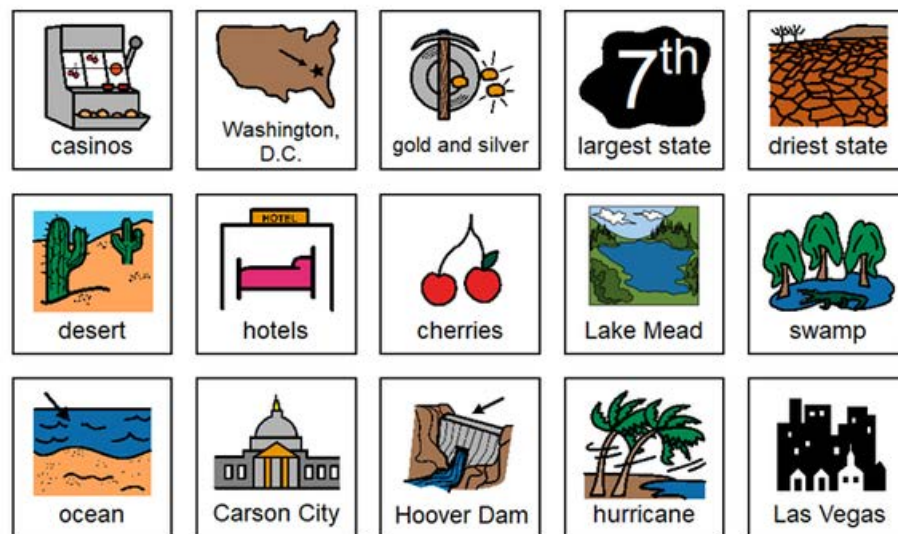 casinos
Washington,
D.C.
gold and silver
7th
largest state
driest state
desert
HOTEL
hotels
cherries
Lake Mead
swamp
ocean
Carson City
Hoover Dam
hurricane
Las Vegas